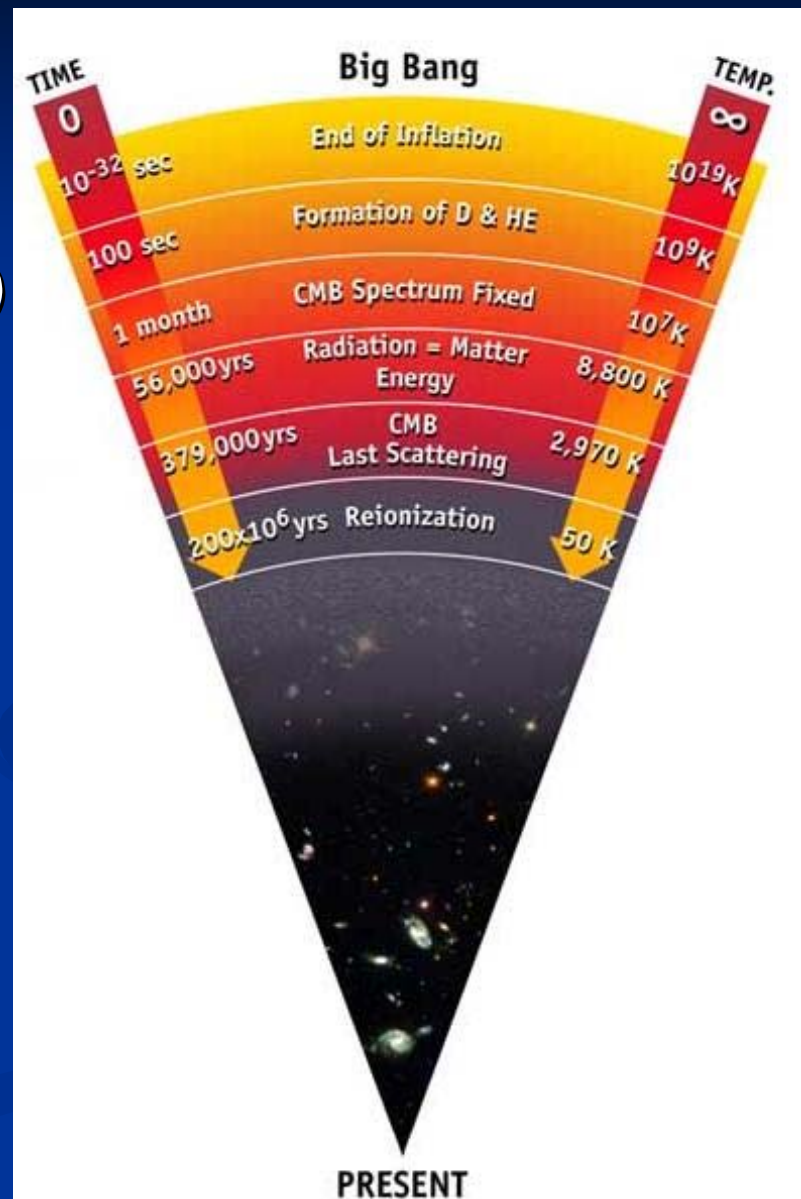 TIME
Big Bang
TEMP.
0
∞
10⁻³² sec
End of Inflation
10¹⁹K
100 sec
Formation of D & HE
10⁹K
1 month
CMB Spectrum Fixed
10⁷K
56,000yrs
Radiation = Matter
Energy
8,800 K
379,000yrs
CMB
Last Scattering
2,970 K
200x10⁶yrs
Reionization
50 K
PRESENT
)